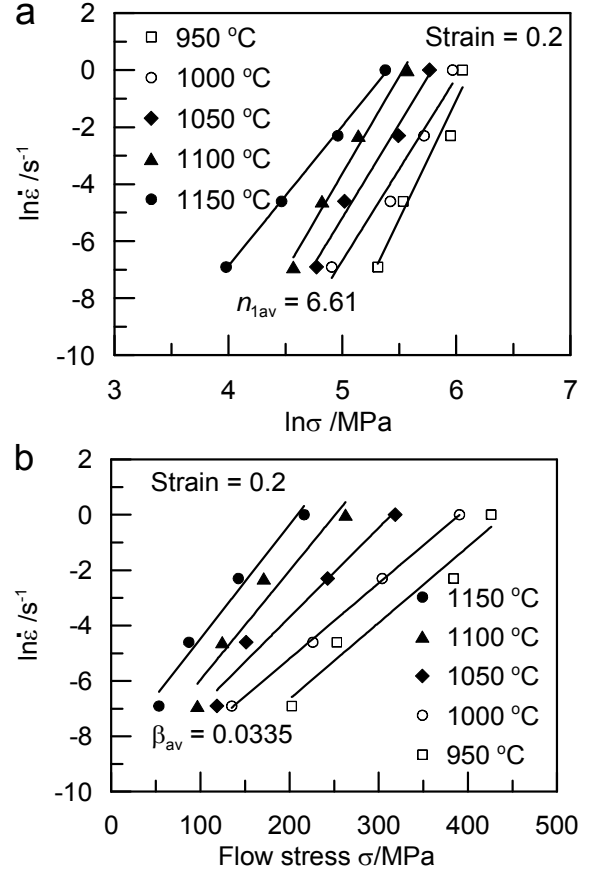 a
2
0
-2
-4
-6
-8
-10
lnε̇ /s⁻¹
950 °C
1000 °C
1050 °C
1100 °C
1150 °C
Strain = 0.2
n₁ₐᵥ = 6.61
3 4 5 6 7
lnσ /MPa
b
2
0
-2
-4
-6
-8
-10
lnε̇ /s⁻¹
Strain = 0.2
1150 °C
1100 °C
1050 °C
1000 °C
950 °C
βₐᵥ = 0.0335
0 100 200 300 400 500
Flow stress σ/MPa